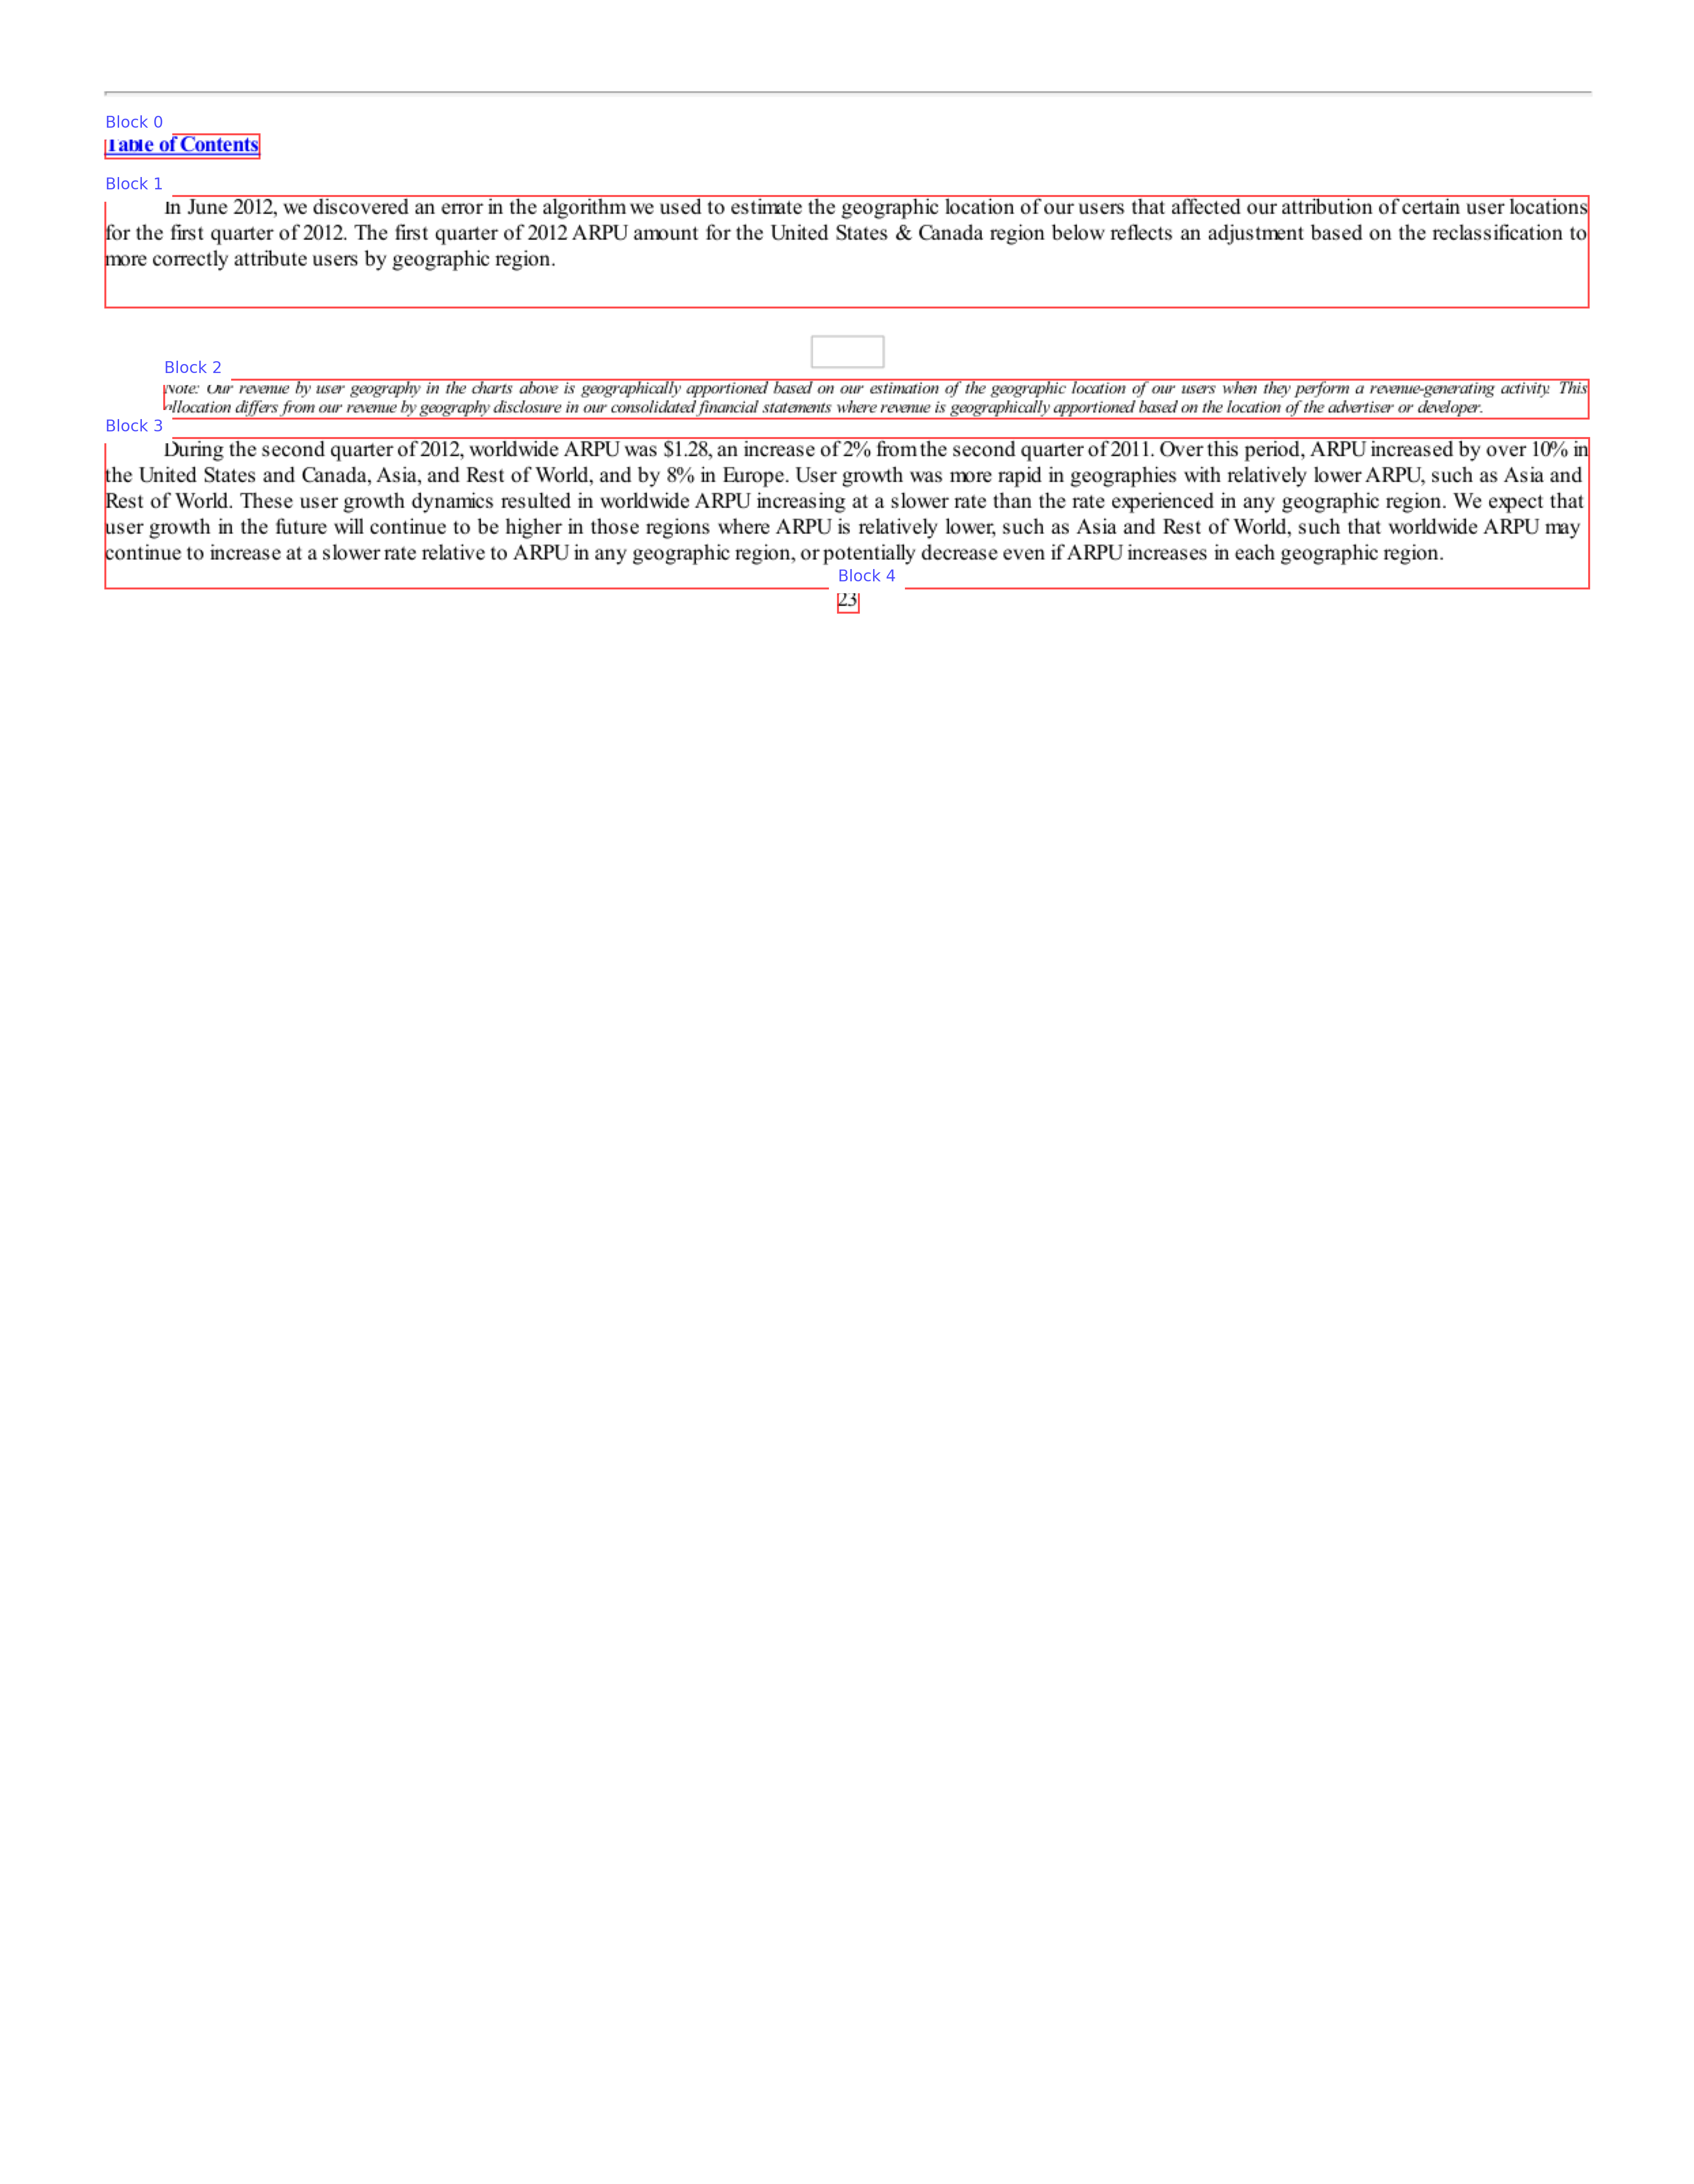 Block 0
Table of Contents
Block 1
In June 2012, we discovered an error in the algorithm we used to estimate the geographic location of our users that affected our attribution of certain user locations
for the first quarter of 2012. The first quarter of 2012 ARPU amount for the United States & Canada region below reflects an adjustment based on the reclassification to
more correctly attribute users by geographic region.
Block 2
Note: Our revenue by user geography in the charts above is geographically apportioned based on our estimation of the geographic location of our users when they perform a revenue-generating activity. This
allocation differs from our revenue by geography disclosure in our consolidated financial statements where revenue is geographically apportioned based on the location of the advertiser or developer.
Block 3
During the second quarter of 2012, worldwide ARPU was $1.28, an increase of 2% from the second quarter of 2011. Over this period, ARPU increased by over 10% in
the United States and Canada, Asia, and Rest of World, and by 8% in Europe. User growth was more rapid in geographies with relatively lower ARPU, such as Asia and
Rest of World. These user growth dynamics resulted in worldwide ARPU increasing at a slower rate than the rate experienced in any geographic region. We expect that
user growth in the future will continue to be higher in those regions where ARPU is relatively lower, such as Asia and Rest of World, such that worldwide ARPU may
continue to increase at a slower rate relative to ARPU in any geographic region, or potentially decrease even if ARPU increases in each geographic region.
Block 4
23